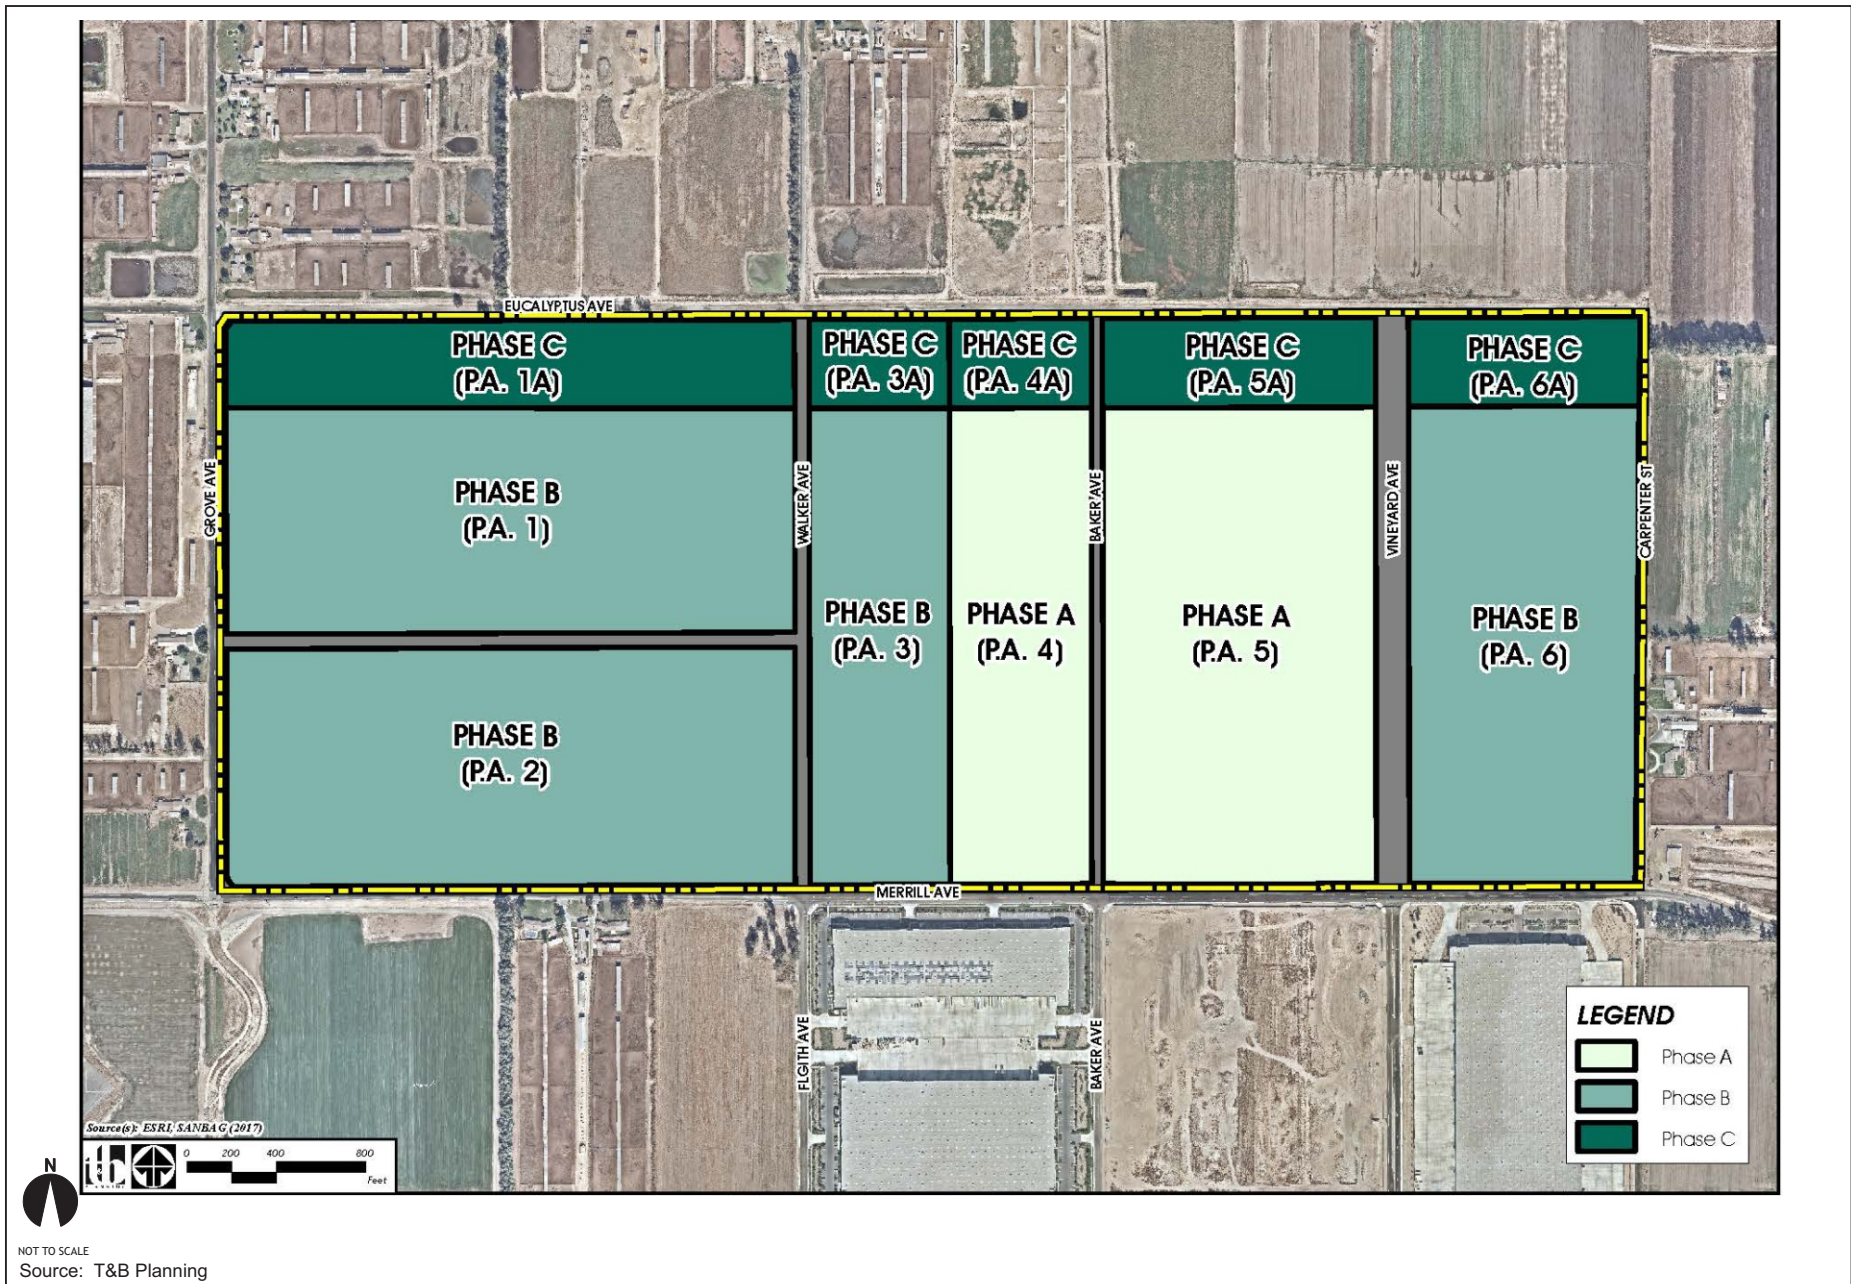 EUCALYPTUS AVE
PHASE C
(P.A. 1A)
PHASE C
(P.A. 3A)
PHASE C
(P.A. 4A)
PHASE C
(P.A. 5A)
PHASE C
(P.A. 6A)
GROVE AVE
PHASE B
(P.A. 1)
WALKER AVE
BAKER AVE
VINEYARD AVE
CARPENTER ST
PHASE B
(P.A. 3)
PHASE A
(P.A. 4)
PHASE A
(P.A. 5)
PHASE B
(P.A. 6)
PHASE B
(P.A. 2)
MERRILL AVE
FLGITH AVE
BAKER AVE
LEGEND
Phase A
Phase B
Phase C
Source(s): ESRI, SANBAG (2017)
t&b
0 200 400 800
Feet
N
NOT TO SCALE
Source: T&B Planning